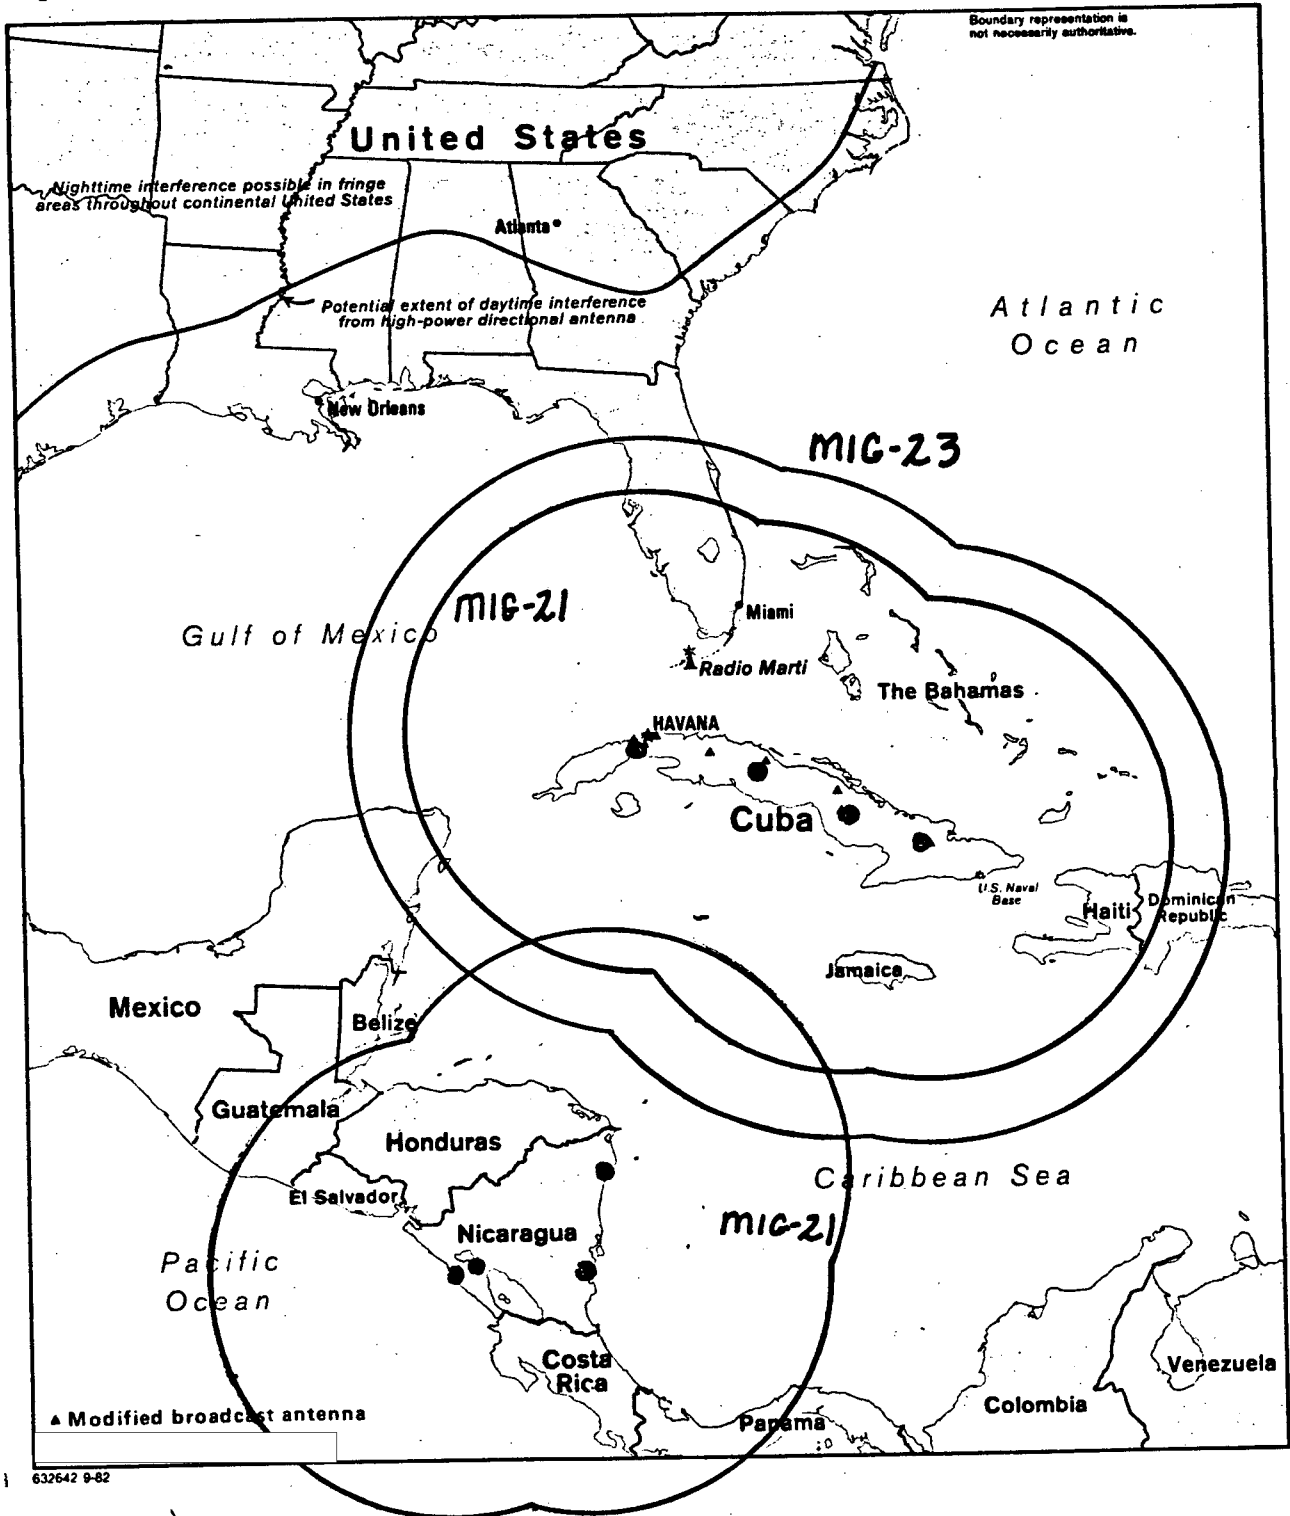 Boundary representation is
not necessarily authoritative.
United States
Nighttime interference possible in fringe
areas throughout continental United States
Atlanta
Potential extent of daytime interference
from high-power directional antenna
Atlantic
Ocean
New Orleans
MIG-23
MIG-21
Miami
Gulf of Mexico
Radio Marti
The Bahamas
HAVANA
Cuba
U.S. Naval
Base
Haiti
Dominican
Republic
Jamaica
Mexico
Belize
Guatemala
Honduras
Caribbean Sea
El Salvador
MIG-21
Nicaragua
Pacific
Ocean
Costa
Rica
Venezuela
Colombia
Panama
▲ Modified broadcast antenna
632642 9-82